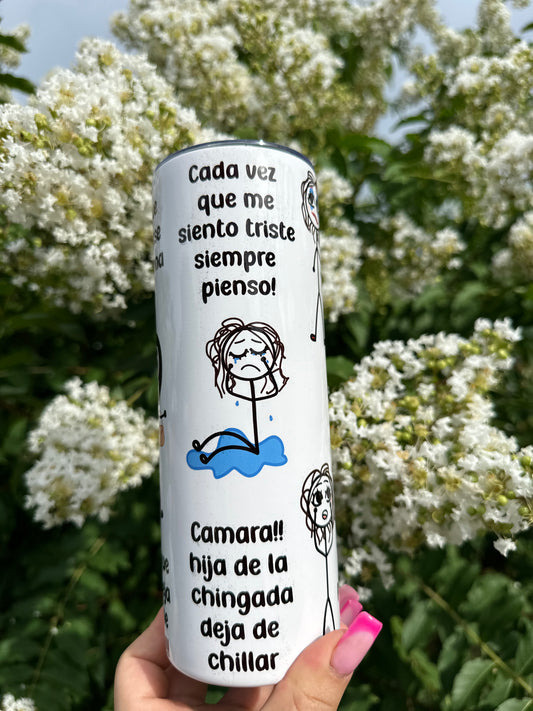 Cada vez
que me
siento triste
siempre
pienso!
Camara!!
hija de la
chingada
deja de
chillar